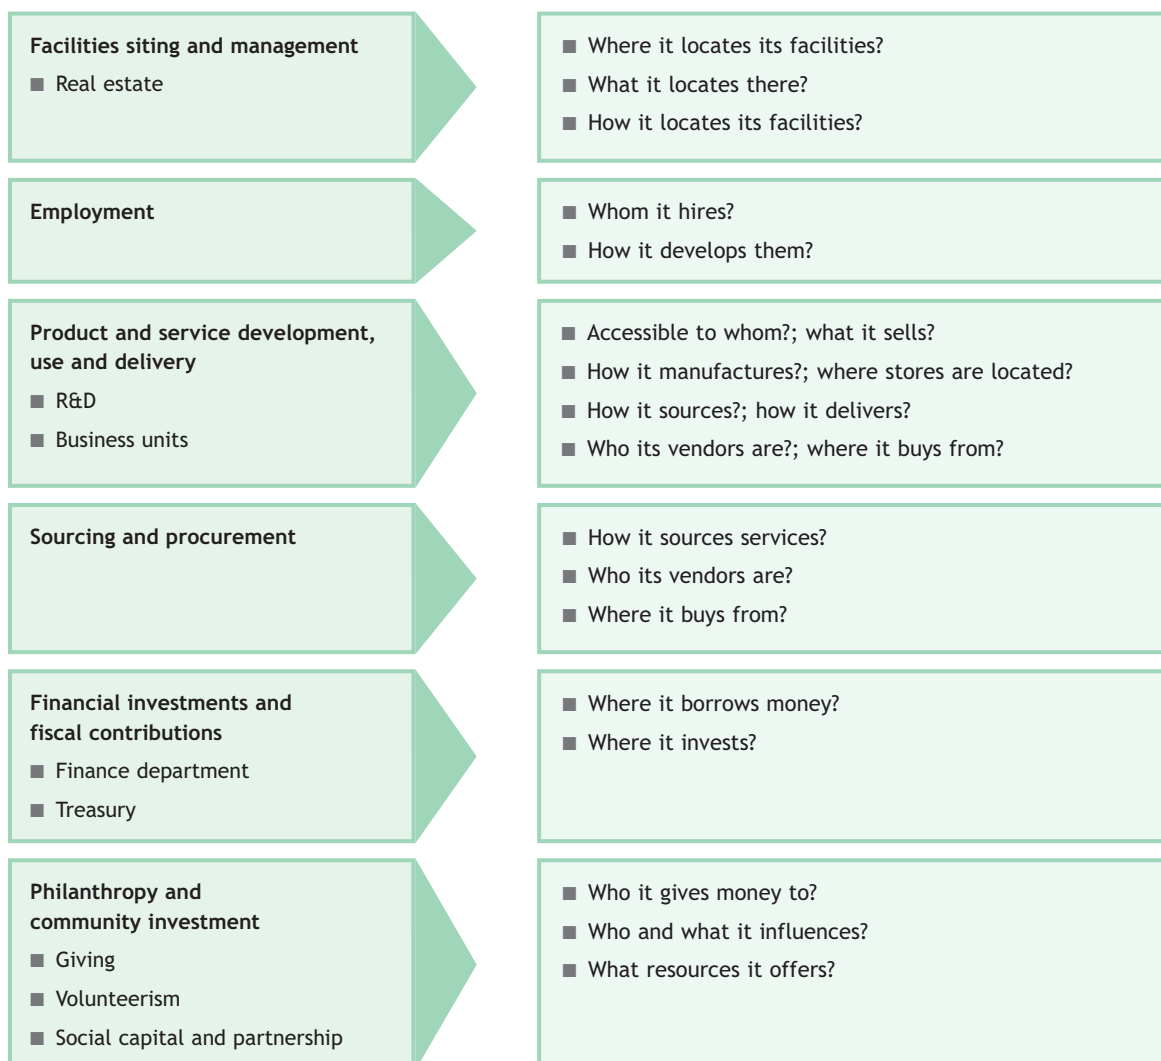 Facilities siting and management
■ Real estate
■ Where it locates its facilities?
■ What it locates there?
■ How it locates its facilities?
Employment
■ Whom it hires?
■ How it develops them?
Product and service development,
use and delivery
■ R&D
■ Business units
■ Accessible to whom?; what it sells?
■ How it manufactures?; where stores are located?
■ How it sources?; how it delivers?
■ Who its vendors are?; where it buys from?
Sourcing and procurement
■ How it sources services?
■ Who its vendors are?
■ Where it buys from?
Financial investments and
fiscal contributions
■ Finance department
■ Treasury
■ Where it borrows money?
■ Where it invests?
Philanthropy and
community investment
■ Giving
■ Volunteerism
■ Social capital and partnership
■ Who it gives money to?
■ Who and what it influences?
■ What resources it offers?